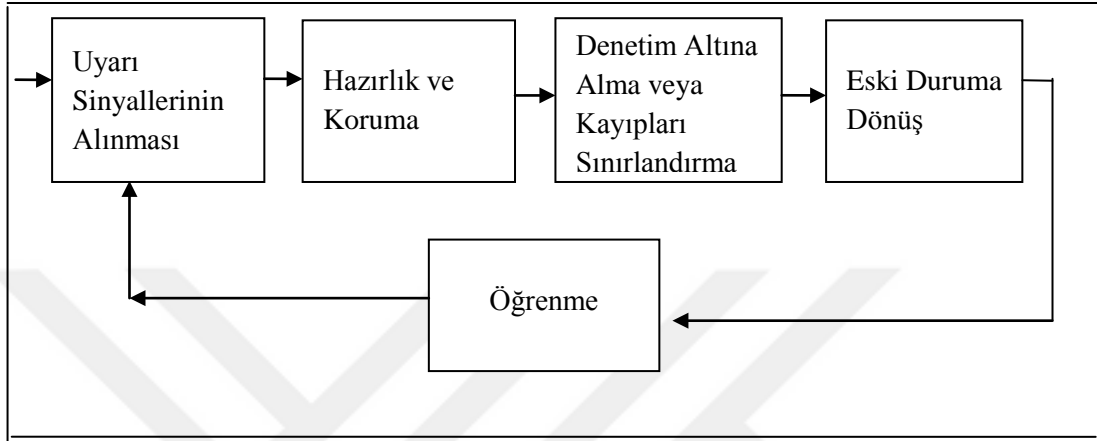 Uyarı
Sinyallerinin
Alınması
Hazırlık ve
Koruma
Denetim Altına
Alma veya
Kayıpları
Sınırlandırma
Eski Duruma
Dönüş
Öğrenme